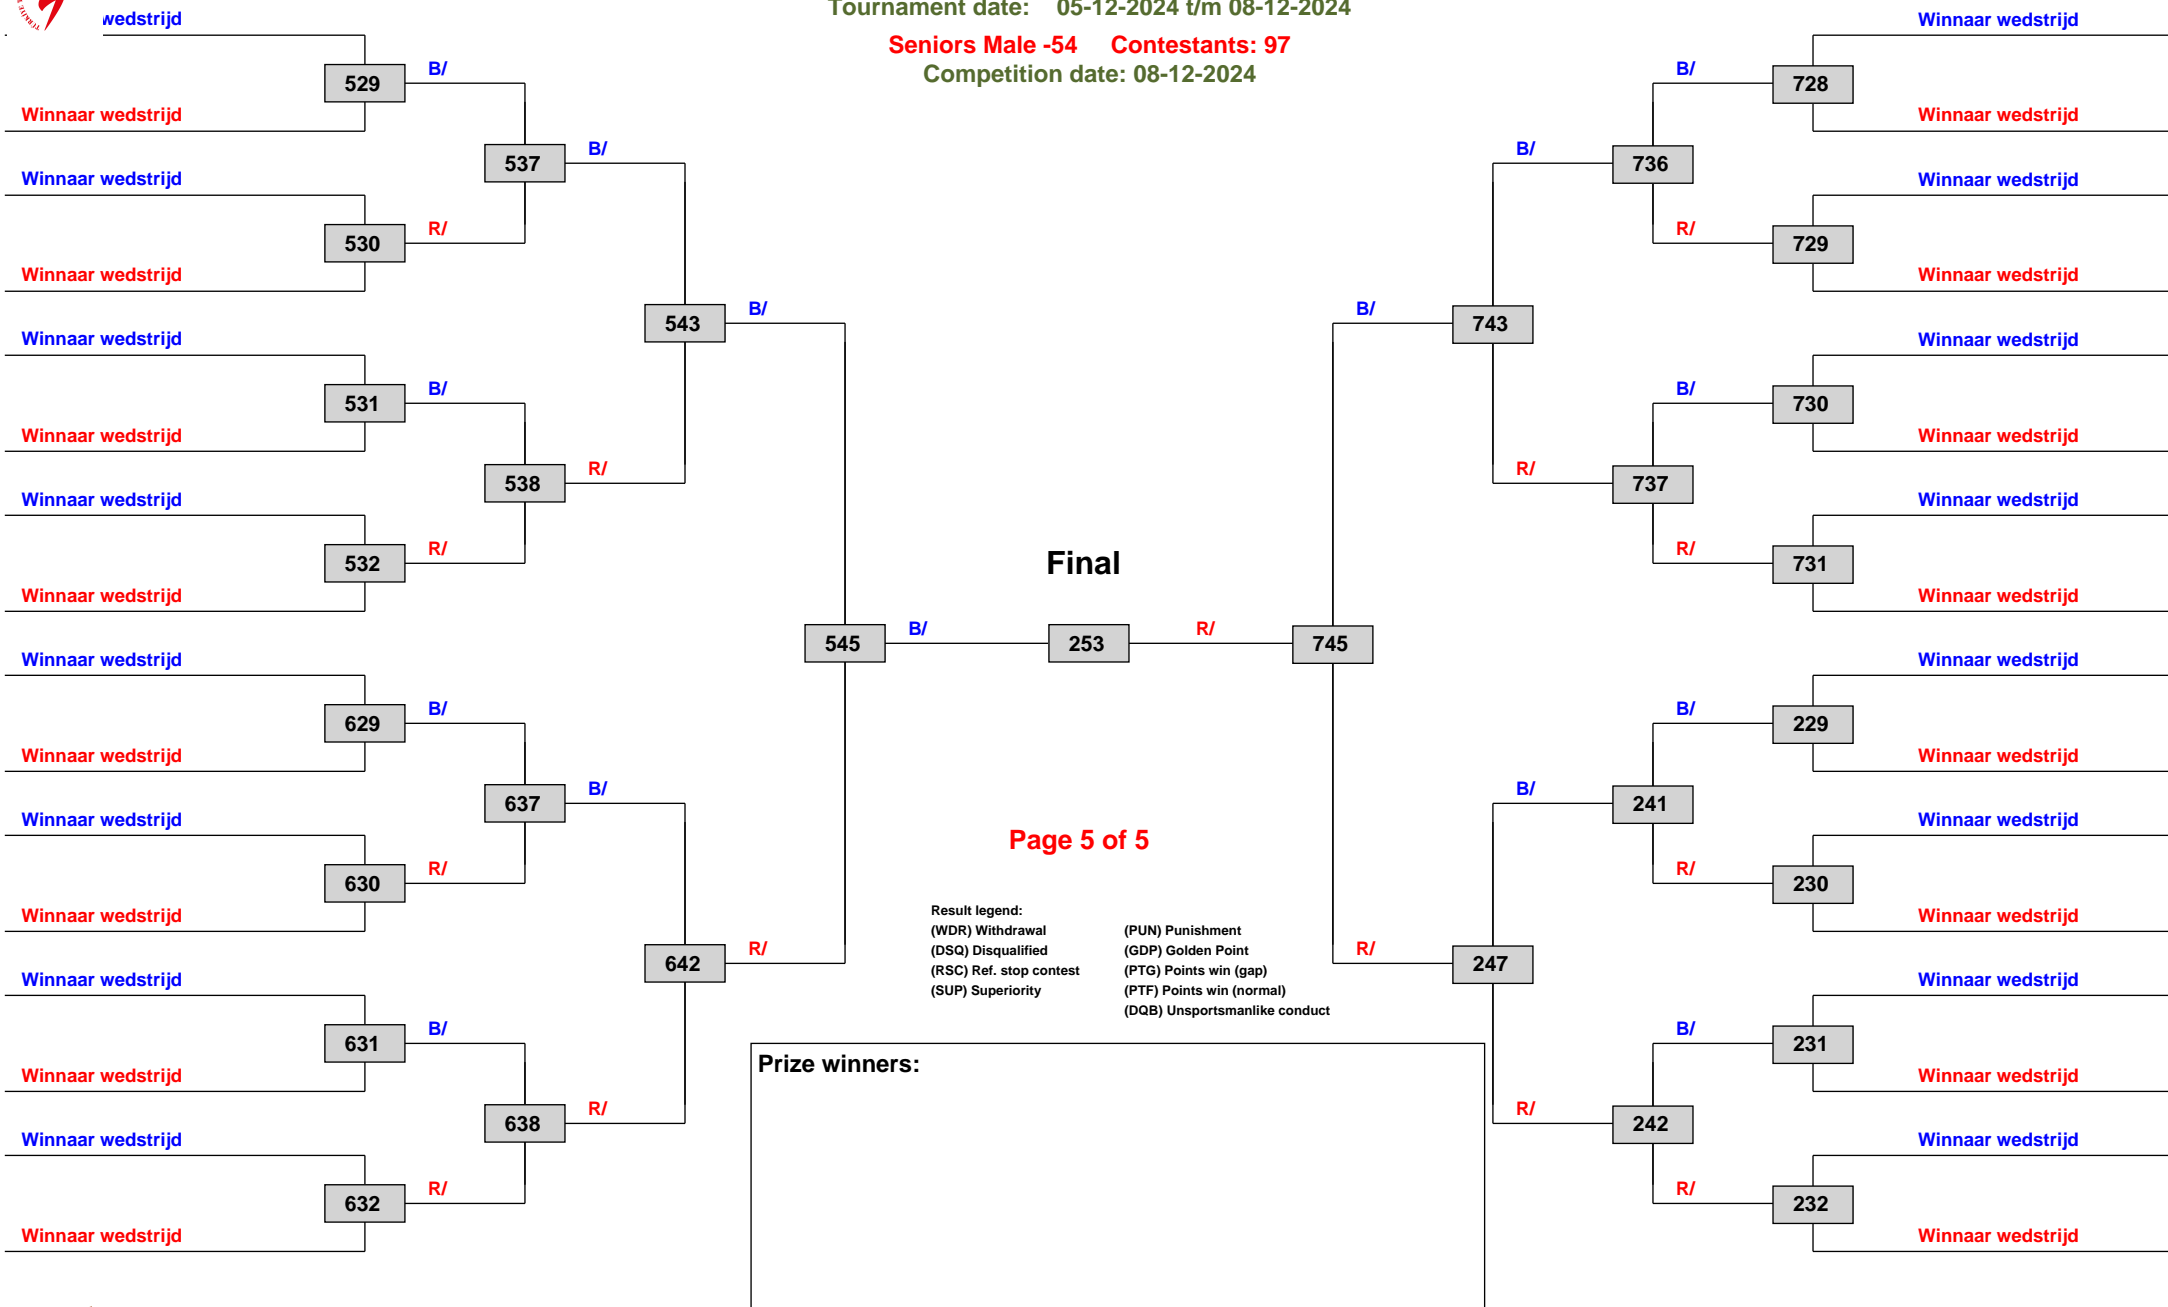 Tournament date: 05-12-2024 t/m 08-12-2024
Seniors Male -54 Contestants: 97
Competition date: 08-12-2024
wedstrijd
529
B/
Winnaar wedstrijd
537
B/
Winnaar wedstrijd
530
R/
Winnaar wedstrijd
543
B/
Winnaar wedstrijd
531
B/
Winnaar wedstrijd
538
R/
Winnaar wedstrijd
532
R/
Winnaar wedstrijd
545
B/
Winnaar wedstrijd
629
B/
Winnaar wedstrijd
637
B/
Winnaar wedstrijd
630
R/
Winnaar wedstrijd
642
R/
Winnaar wedstrijd
631
B/
Winnaar wedstrijd
638
R/
Winnaar wedstrijd
632
R/
Winnaar wedstrijd
Final
253
R/
745
Winnaar wedstrijd
B/
728
Winnaar wedstrijd
B/
736
Winnaar wedstrijd
R/
729
Winnaar wedstrijd
B/
743
Winnaar wedstrijd
B/
730
Winnaar wedstrijd
R/
737
Winnaar wedstrijd
R/
731
Winnaar wedstrijd
Winnaar wedstrijd
B/
229
Winnaar wedstrijd
B/
241
Winnaar wedstrijd
R/
230
Winnaar wedstrijd
R/
247
Winnaar wedstrijd
B/
231
Winnaar wedstrijd
R/
242
Winnaar wedstrijd
R/
232
Winnaar wedstrijd
Page 5 of 5
Result legend:
(WDR) Withdrawal (PUN) Punishment
(DSQ) Disqualified (GDP) Golden Point
(RSC) Ref. stop contest (PTG) Points win (gap)
(SUP) Superiority (PTF) Points win (normal)
(DQB) Unsportsmanlike conduct
Prize winners: